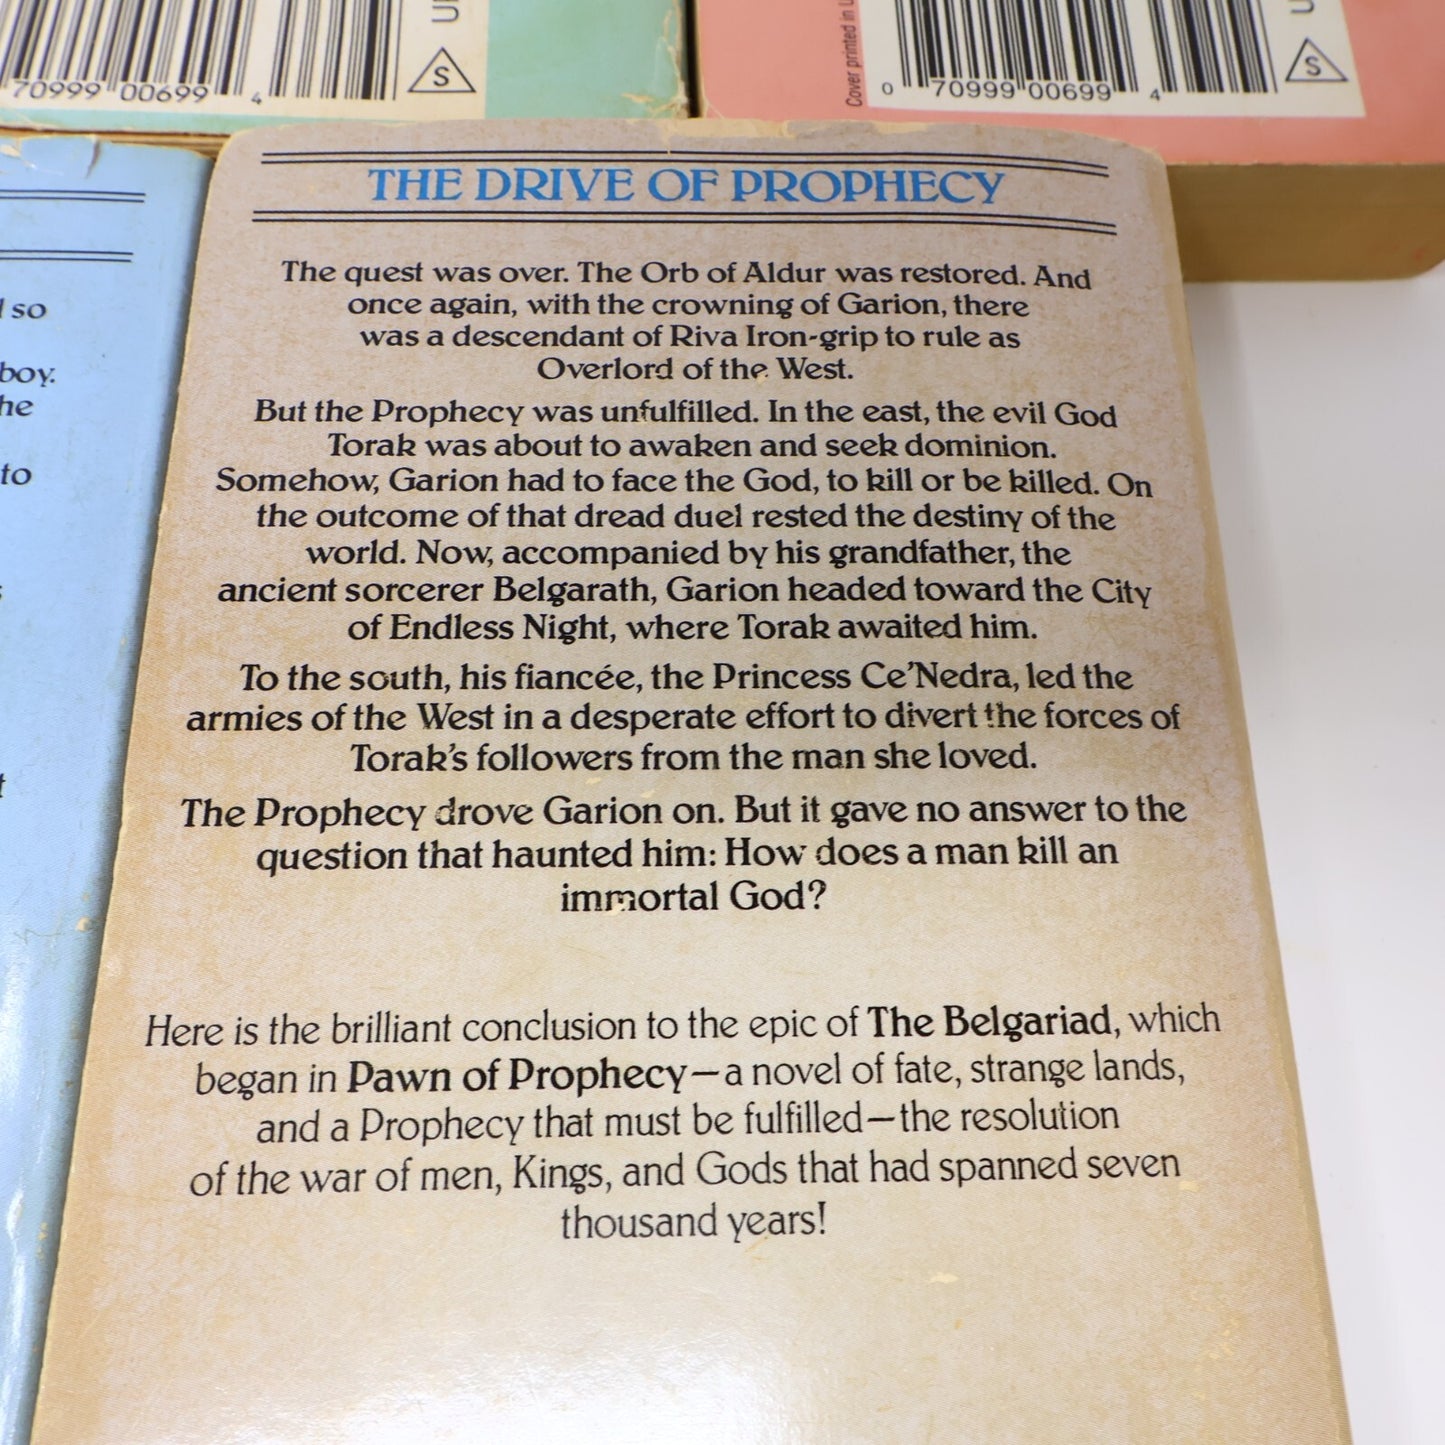 70999 00699 4
S
Cover printed in U
0 70999 00699 4
S
so
boy.
he
to
THE DRIVE OF PROPHECY
The quest was over. The Orb of Aldur was restored. And
once again, with the crowning of Garion, there
was a descendant of Riva Iron-grip to rule as
Overlord of the West.
But the Prophecy was unfulfilled. In the east, the evil God
Torak was about to awaken and seek dominion.
Somehow, Garion had to face the God, to kill or be killed. On
the outcome of that dread duel rested the destiny of the
world. Now, accompanied by his grandfather, the
ancient sorcerer Belgarath, Garion headed toward the City
of Endless Night, where Torak awaited him.
To the south, his fiancée, the Princess Ce'Nedra, led the
armies of the West in a desperate effort to divert the forces of
Torak's followers from the man she loved.
The Prophecy drove Garion on. But it gave no answer to the
question that haunted him: How does a man kill an
immortal God?
Here is the brilliant conclusion to the epic of The Belgariad, which
began in Pawn of Prophecy—a novel of fate, strange lands,
and a Prophecy that must be fulfilled—the resolution
of the war of men, Kings, and Gods that had spanned seven
thousand years!